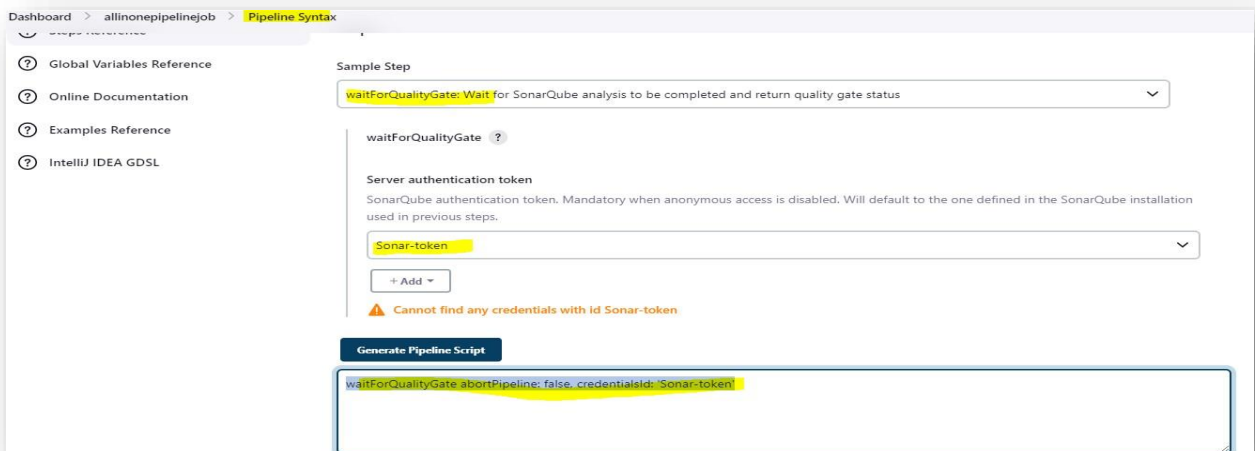 Dashboard > allinonepipelinejob > Pipeline Syntax
Steps Reference
Global Variables Reference
Online Documentation
Examples Reference
IntelliJ IDEA GDSL
Sample Step
waitForQualityGate: Wait for SonarQube analysis to be completed and return quality gate status
waitForQualityGate ?
Server authentication token
SonarQube authentication token. Mandatory when anonymous access is disabled. Will default to the one defined in the SonarQube installation
used in previous steps.
Sonar-token
+ Add
Cannot find any credentials with id Sonar-token
Generate Pipeline Script
waitForQualityGate abortPipeline: false, credentialsId: 'Sonar-token'